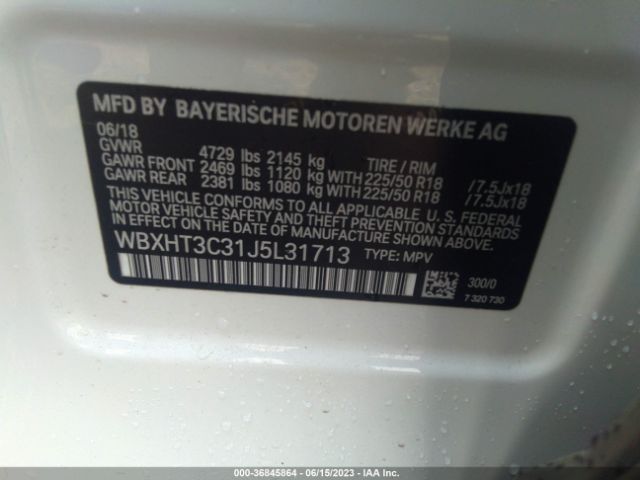 MFD BY BAYERISCHE MOTOREN WERKE AG
06/18
GVWR 4729 lbs 2145 kg TIRE / RIM
GAWR FRONT 2469 lbs 1120 kg WITH 225/50 R18 /7.5Jx18
GAWR REAR 2381 lbs 1080 kg WITH 225/50 R18 /7.5Jx18
THIS VEHICLE CONFORMS TO ALL APPLICABLE U.S. FEDERAL
MOTOR VEHICLE SAFETY AND THEFT PREVENTION STANDARDS
IN EFFECT ON THE DATE OF MANUFACTURE SHOWN ABOVE.
WBXHT3C31J5L31713 TYPE: MPV
300/0
7 320 730
000-36845864 06/15/2023 - IAA Inc.